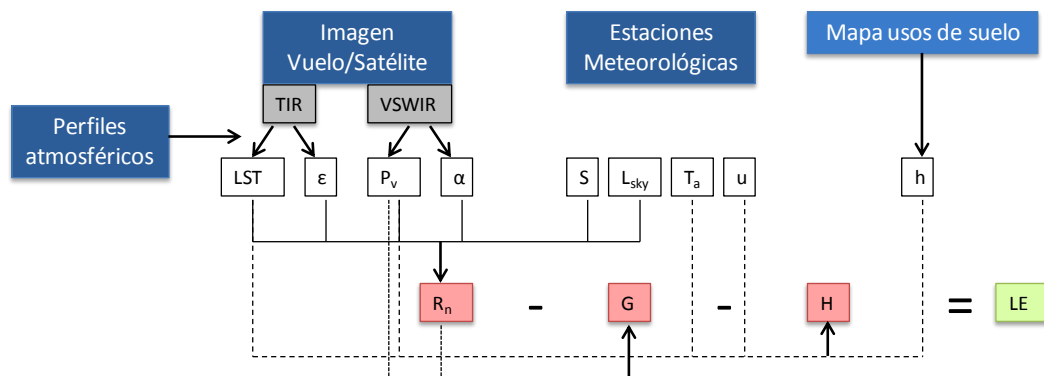 Imagen
Vuelo/Satélite
Estaciones
Meteorológicas
Mapa usos de suelo
TIR
VSWIR
Perfiles
atmosféricos
LST
ε
Pv
α
S
Lsky
Ta
u
h
Rn
-
G
-
H
=
LE